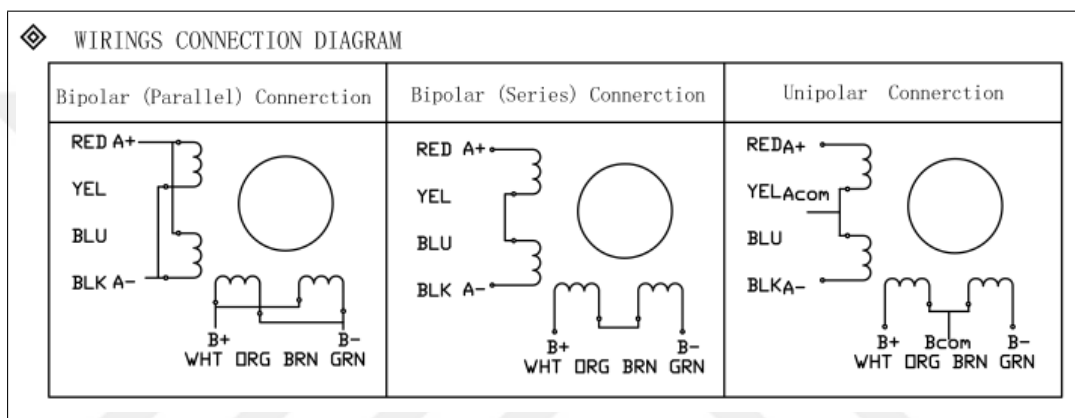 WIRINGS CONNECTION DIAGRAM
Bipolar (Parallel) Connerction
RED A+
YEL
BLU
BLK A-
B+ B-
WHT ORG BRN GRN
Bipolar (Series) Connerction
RED A+
YEL
BLU
BLK A-
B+ B-
WHT ORG BRN GRN
Unipolar Connerction
REDA+
YELAcom
BLU
BLKA-
B+ Bcom B-
WHT ORG BRN GRN